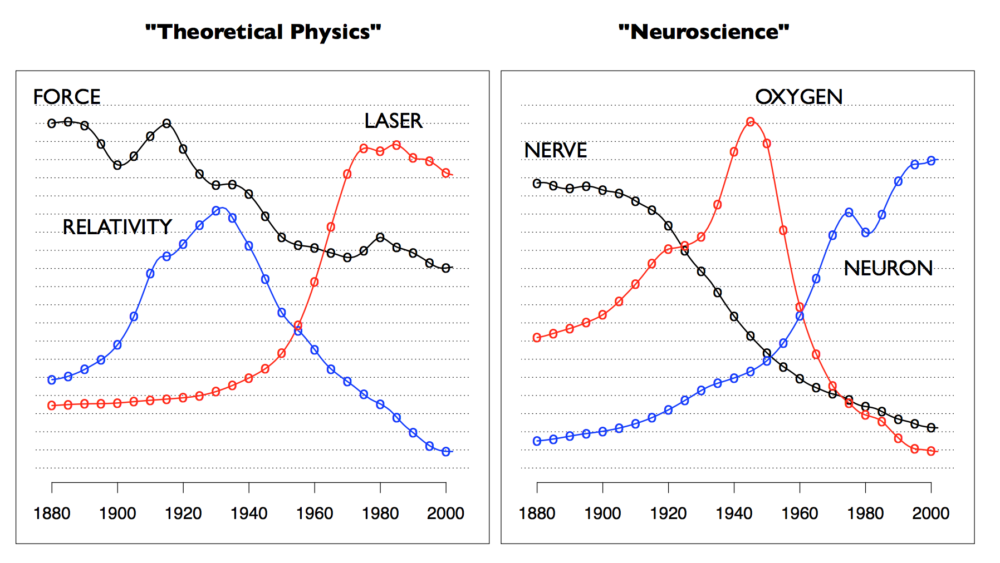 "Theoretical Physics"
FORCE
LASER
RELATIVITY
1880 1900 1920 1940 1960 1980 2000
"Neuroscience"
OXYGEN
NERVE
NEURON
1880 1900 1920 1940 1960 1980 2000